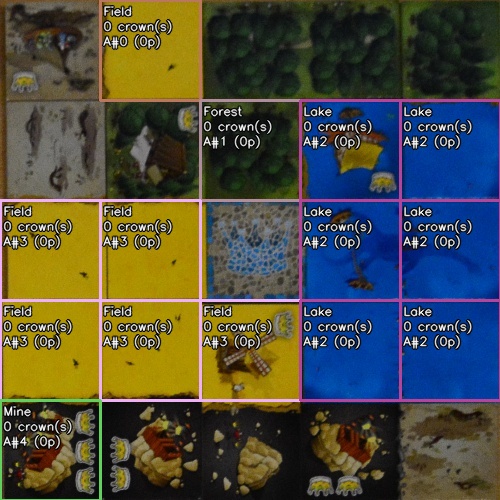 Field
0 crown(s)
A#0 (0p)
Forest
0 crown(s)
A#1 (0p)
Lake
0 crown(s)
A#2 (0p)
Lake
0 crown(s)
A#2 (0p)
Field
0 crown(s)
A#3 (0p)
Field
0 crown(s)
A#3 (0p)
Lake
0 crown(s)
A#2 (0p)
Lake
0 crown(s)
A#2 (0p)
Field
0 crown(s)
A#3 (0p)
Field
0 crown(s)
A#3 (0p)
Field
0 crown(s)
A#3 (0p)
Lake
0 crown(s)
A#2 (0p)
Lake
0 crown(s)
A#2 (0p)
Mine
0 crown(s)
A#4 (0p)